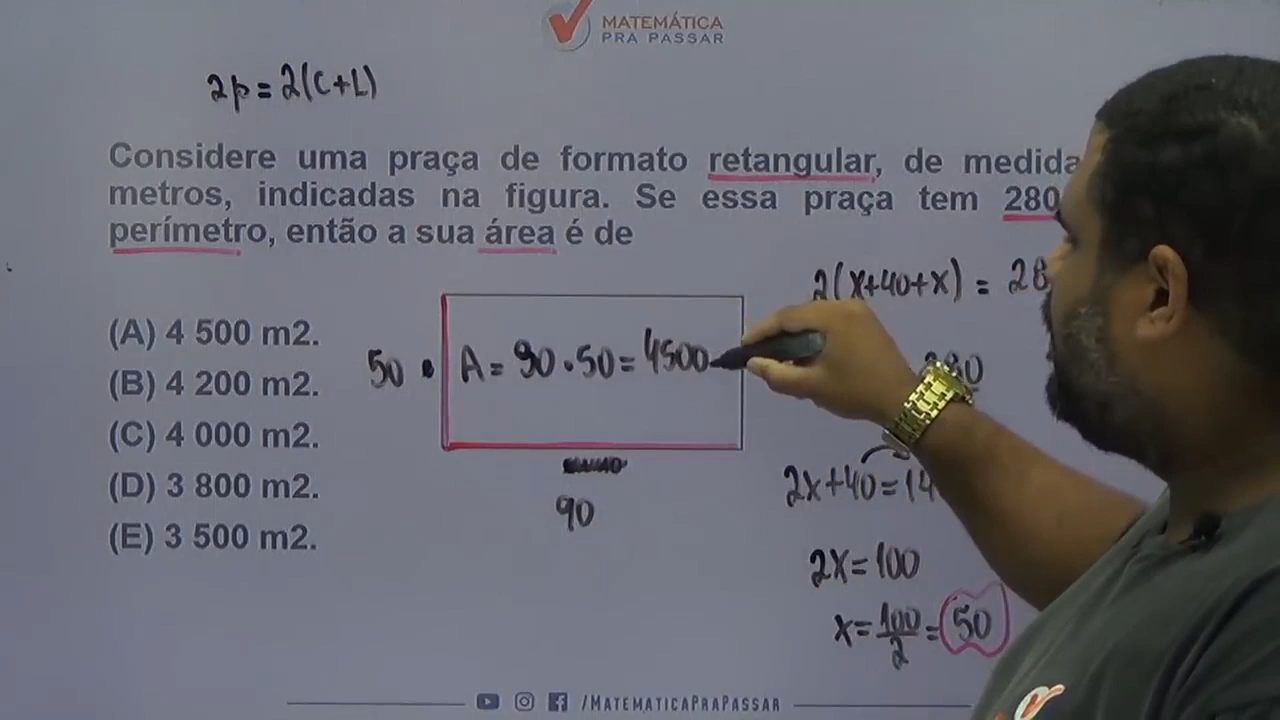 MATEMÁTICA
PRA PASSAR
2p = 2(C+L)
Considere uma praça de formato retangular, de medida
metros, indicadas na figura. Se essa praça tem 280
perímetro, então a sua área é de
2(x+40+x) = 28
(A) 4 500 m2.
50 A = 90 . 50 = 4500
(B) 4 200 m2.
(C) 4 000 m2.
(D) 3 800 m2.
2x+40=14
90
(E) 3 500 m2.
2x=100
x=100/2=50
/MATEMATICAPRAPASSAR